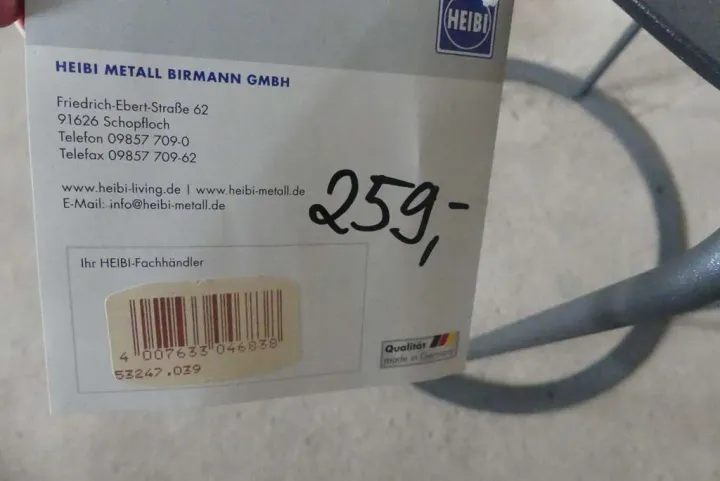 HEIBI
HEIBI METALL BIRMANN GMBH
Friedrich-Ebert-Straße 62
91626 Schopfloch
Telefon 09857 709-0
Telefax 09857 709-62
www.heibi-living.de | www.heibi-metall.de
E-Mail: info@heibi-metall.de
259,-
Ihr HEIBI-Fachhändler
4 007633 046838
53247.039
Qualität
made in Germany